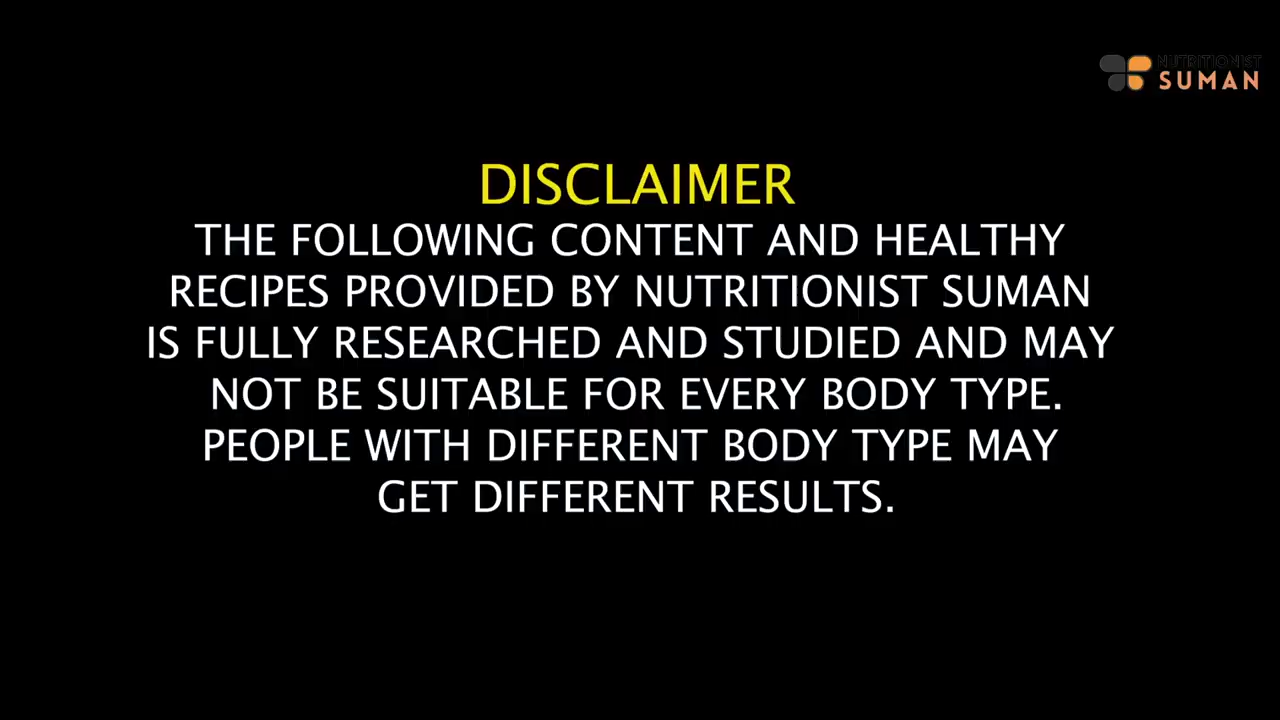 NUTRITIONIST
SUMAN
DISCLAIMER
THE FOLLOWING CONTENT AND HEALTHY
RECIPES PROVIDED BY NUTRITIONIST SUMAN
IS FULLY RESEARCHED AND STUDIED AND MAY
NOT BE SUITABLE FOR EVERY BODY TYPE.
PEOPLE WITH DIFFERENT BODY TYPE MAY
GET DIFFERENT RESULTS.